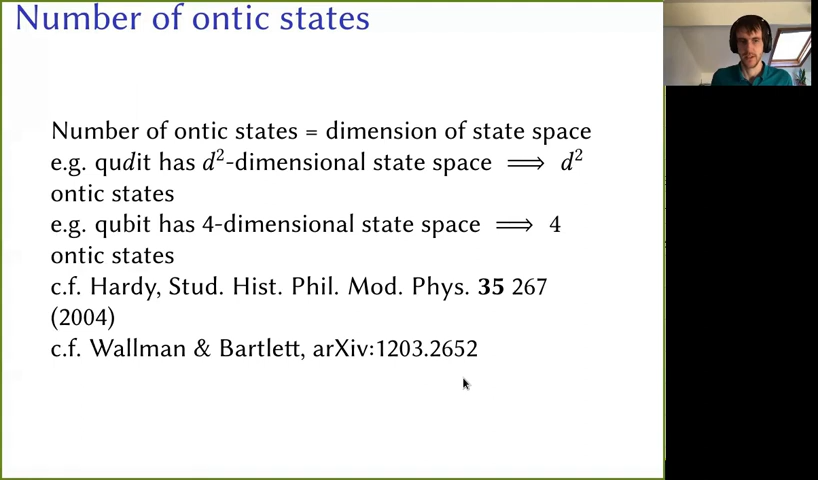 Number of ontic states
Number of ontic states = dimension of state space
e.g. qudit has d²-dimensional state space ⟹ d²
ontic states
e.g. qubit has 4-dimensional state space ⟹ 4
ontic states
c.f. Hardy, Stud. Hist. Phil. Mod. Phys. 35 267
(2004)
c.f. Wallman & Bartlett, arXiv:1203.2652